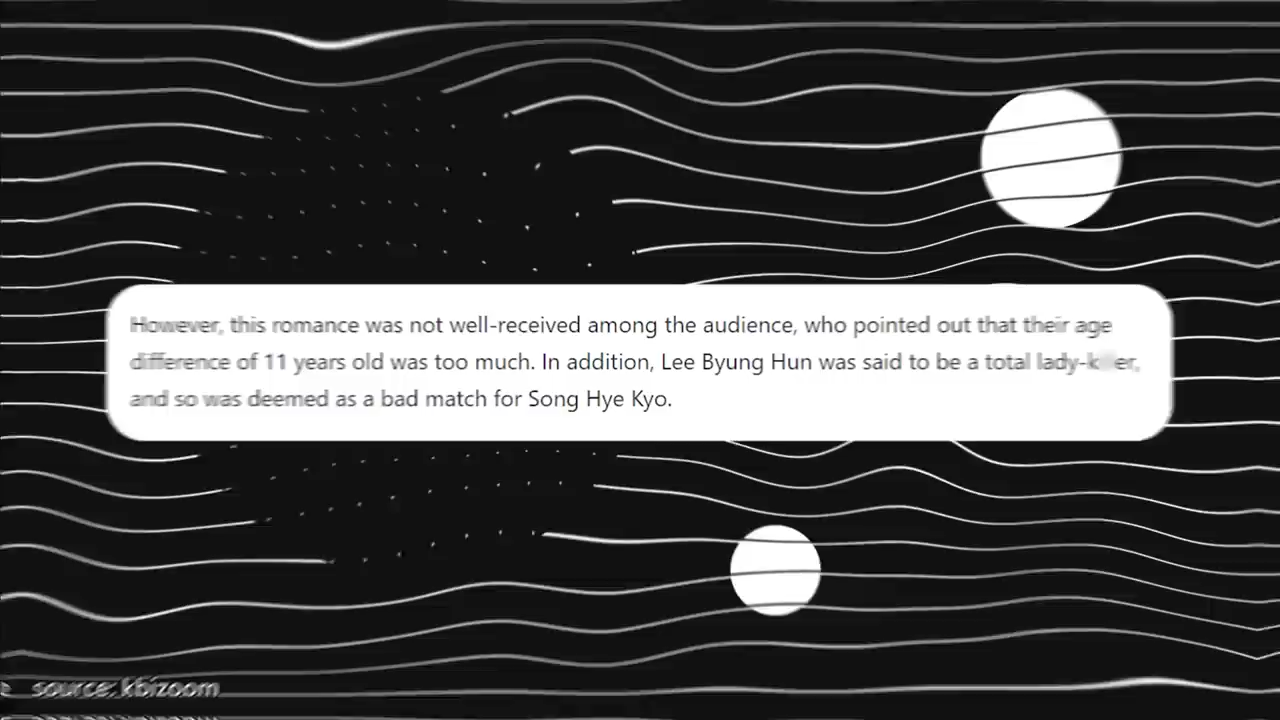 However, this romance was not well-received among the audience, who pointed out that their age
difference of 11 years old was too much. In addition, Lee Byung Hun was said to be a total lady-killer,
and so was deemed as a bad match for Song Hye Kyo.
source: kbizoom